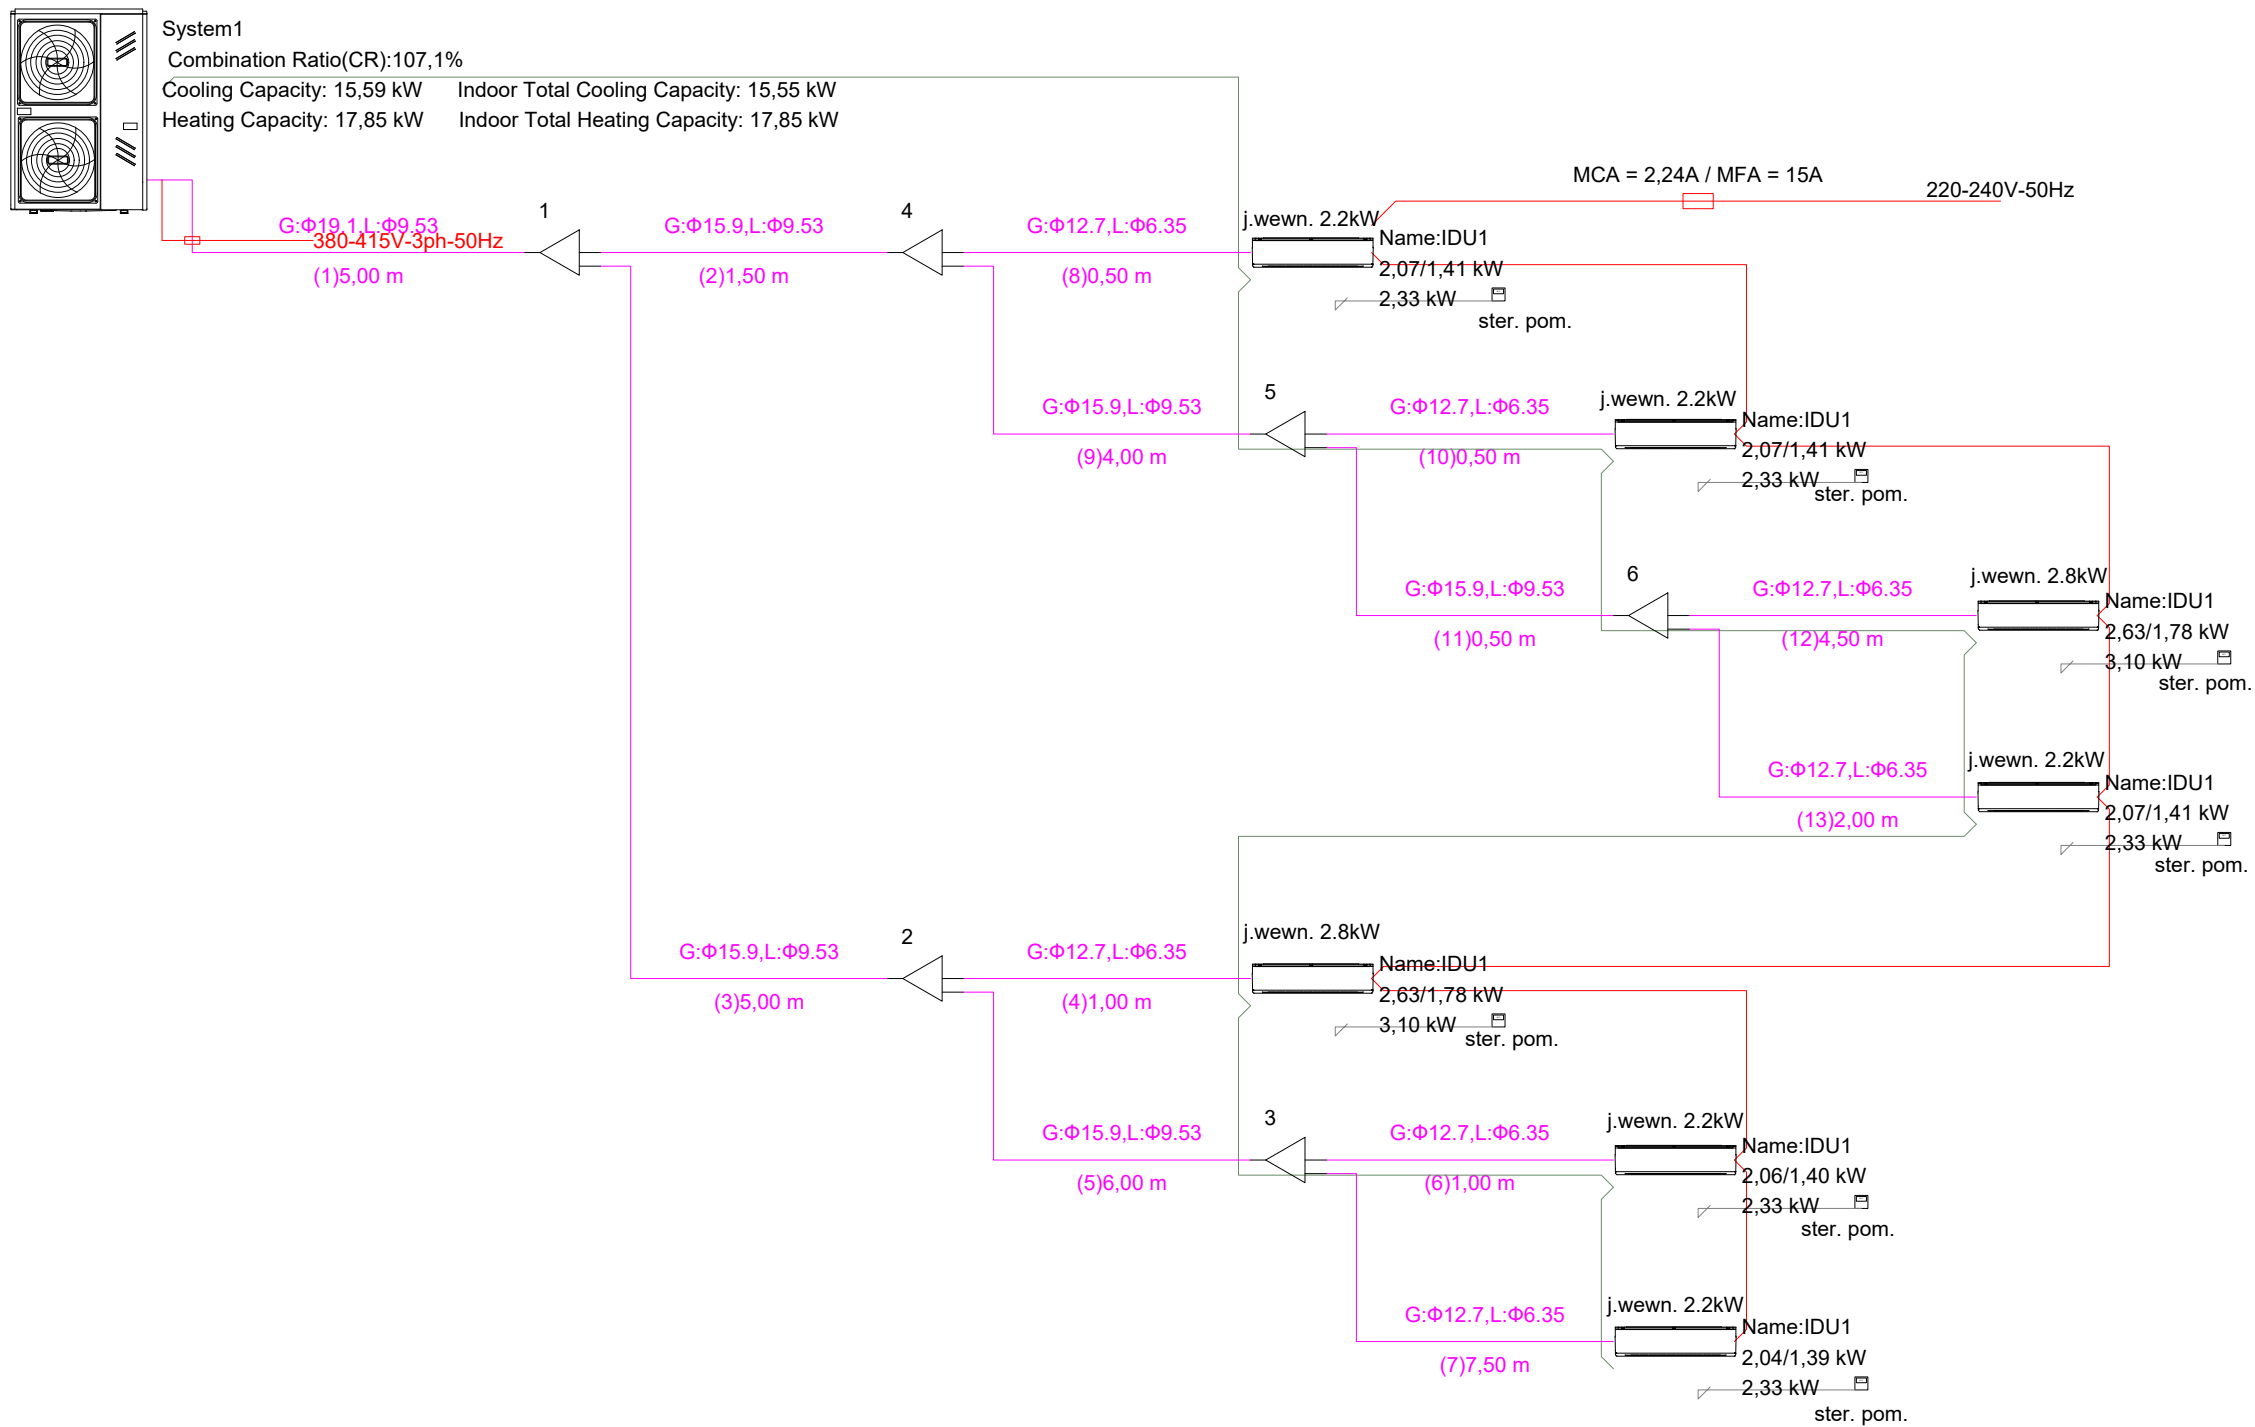 System1
Combination Ratio(CR):107,1%
Cooling Capacity: 15,59 kW Indoor Total Cooling Capacity: 15,55 kW
Heating Capacity: 17,85 kW Indoor Total Heating Capacity: 17,85 kW
MCA = 2,24A / MFA = 15A
220-240V-50Hz
G:Φ19.1,L:Φ9.53
380-415V-3ph-50Hz
(1)5,00 m
1
G:Φ15.9,L:Φ9.53
(2)1,50 m
4
G:Φ12.7,L:Φ6.35
(8)0,50 m
j.wewn. 2.2kW
Name:IDU1
2,07/1,41 kW
2,33 kW
ster. pom.
G:Φ15.9,L:Φ9.53
(9)4,00 m
5
G:Φ12.7,L:Φ6.35
(10)0,50 m
j.wewn. 2.2kW
Name:IDU1
2,07/1,41 kW
2,33 kW
ster. pom.
G:Φ15.9,L:Φ9.53
(11)0,50 m
6
G:Φ12.7,L:Φ6.35
(12)4,50 m
j.wewn. 2.8kW
Name:IDU1
2,63/1,78 kW
3,10 kW
ster. pom.
G:Φ12.7,L:Φ6.35
(13)2,00 m
j.wewn. 2.2kW
Name:IDU1
2,07/1,41 kW
2,33 kW
ster. pom.
G:Φ15.9,L:Φ9.53
(3)5,00 m
2
G:Φ12.7,L:Φ6.35
(4)1,00 m
j.wewn. 2.8kW
Name:IDU1
2,63/1,78 kW
3,10 kW
ster. pom.
G:Φ15.9,L:Φ9.53
(5)6,00 m
3
G:Φ12.7,L:Φ6.35
(6)1,00 m
j.wewn. 2.2kW
Name:IDU1
2,06/1,40 kW
2,33 kW
ster. pom.
G:Φ12.7,L:Φ6.35
(7)7,50 m
j.wewn. 2.2kW
Name:IDU1
2,04/1,39 kW
2,33 kW
ster. pom.